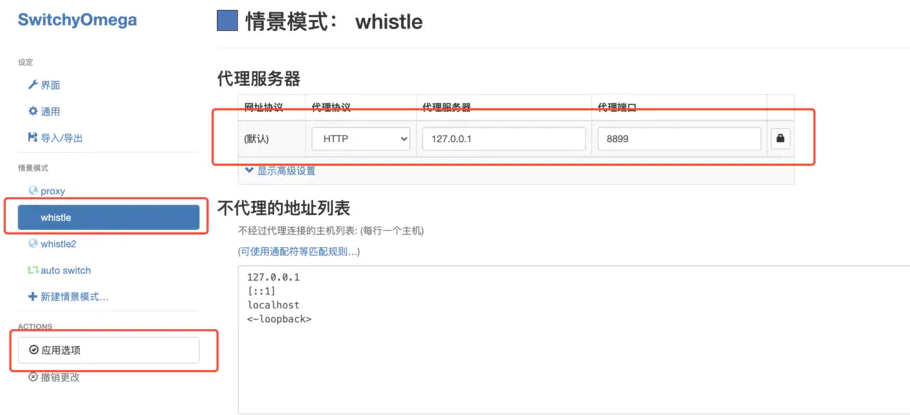 SwitchyOmega
设定
界面
通用
导入/导出
情景模式
proxy
whistle
whistle2
auto switch
新建情景模式…
ACTIONS
应用选项
撤销更改
情景模式： whistle
代理服务器
网址协议 代理协议 代理服务器 代理端口
(默认) HTTP 127.0.0.1 8899
显示高级设置
不代理的地址列表
不经过代理连接的主机列表: (每行一个主机)
(可使用通配符等匹配规则…)
127.0.0.1
[::1]
localhost
<-loopback>